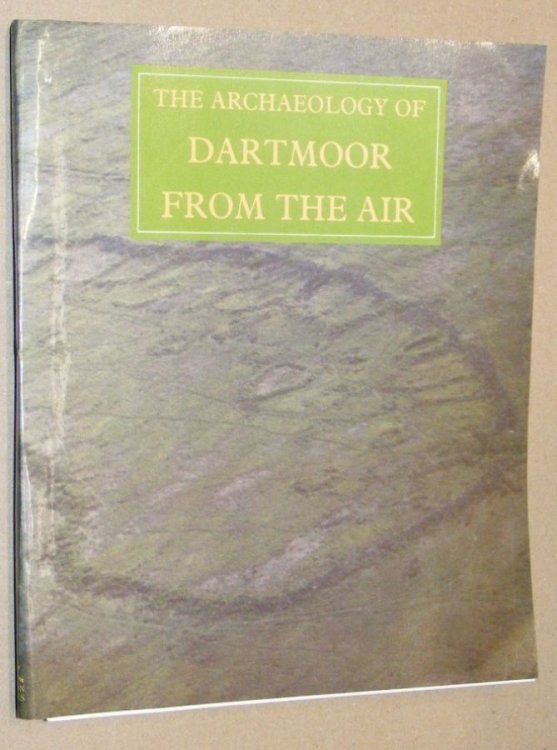 THE ARCHAEOLOGY OF
DARTMOOR
FROM THE AIR